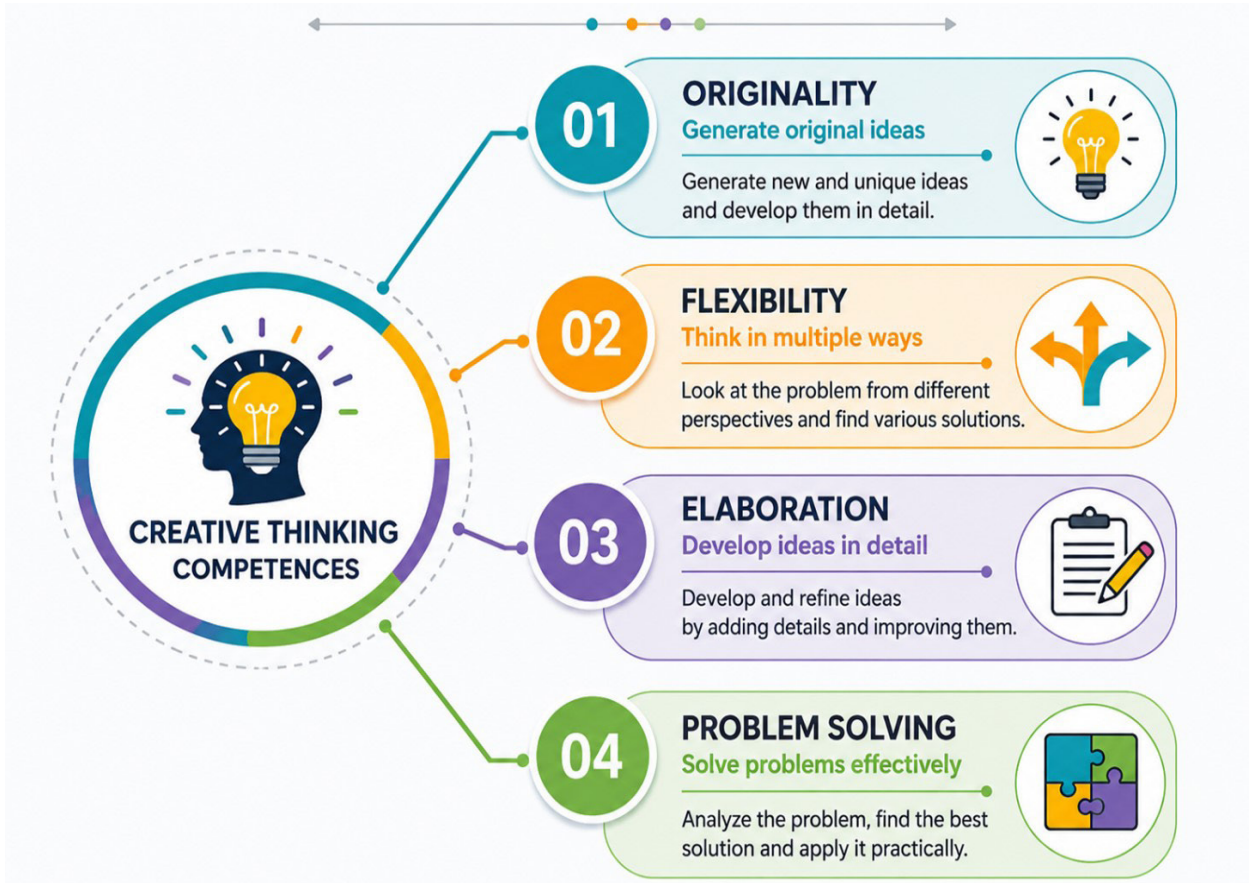 CREATIVE THINKING
COMPETENCES
01
ORIGINALITY
Generate original ideas
Generate new and unique ideas
and develop them in detail.
02
FLEXIBILITY
Think in multiple ways
Look at the problem from different
perspectives and find various solutions.
03
ELABORATION
Develop ideas in detail
Develop and refine ideas
by adding details and improving them.
04
PROBLEM SOLVING
Solve problems effectively
Analyze the problem, find the best
solution and apply it practically.